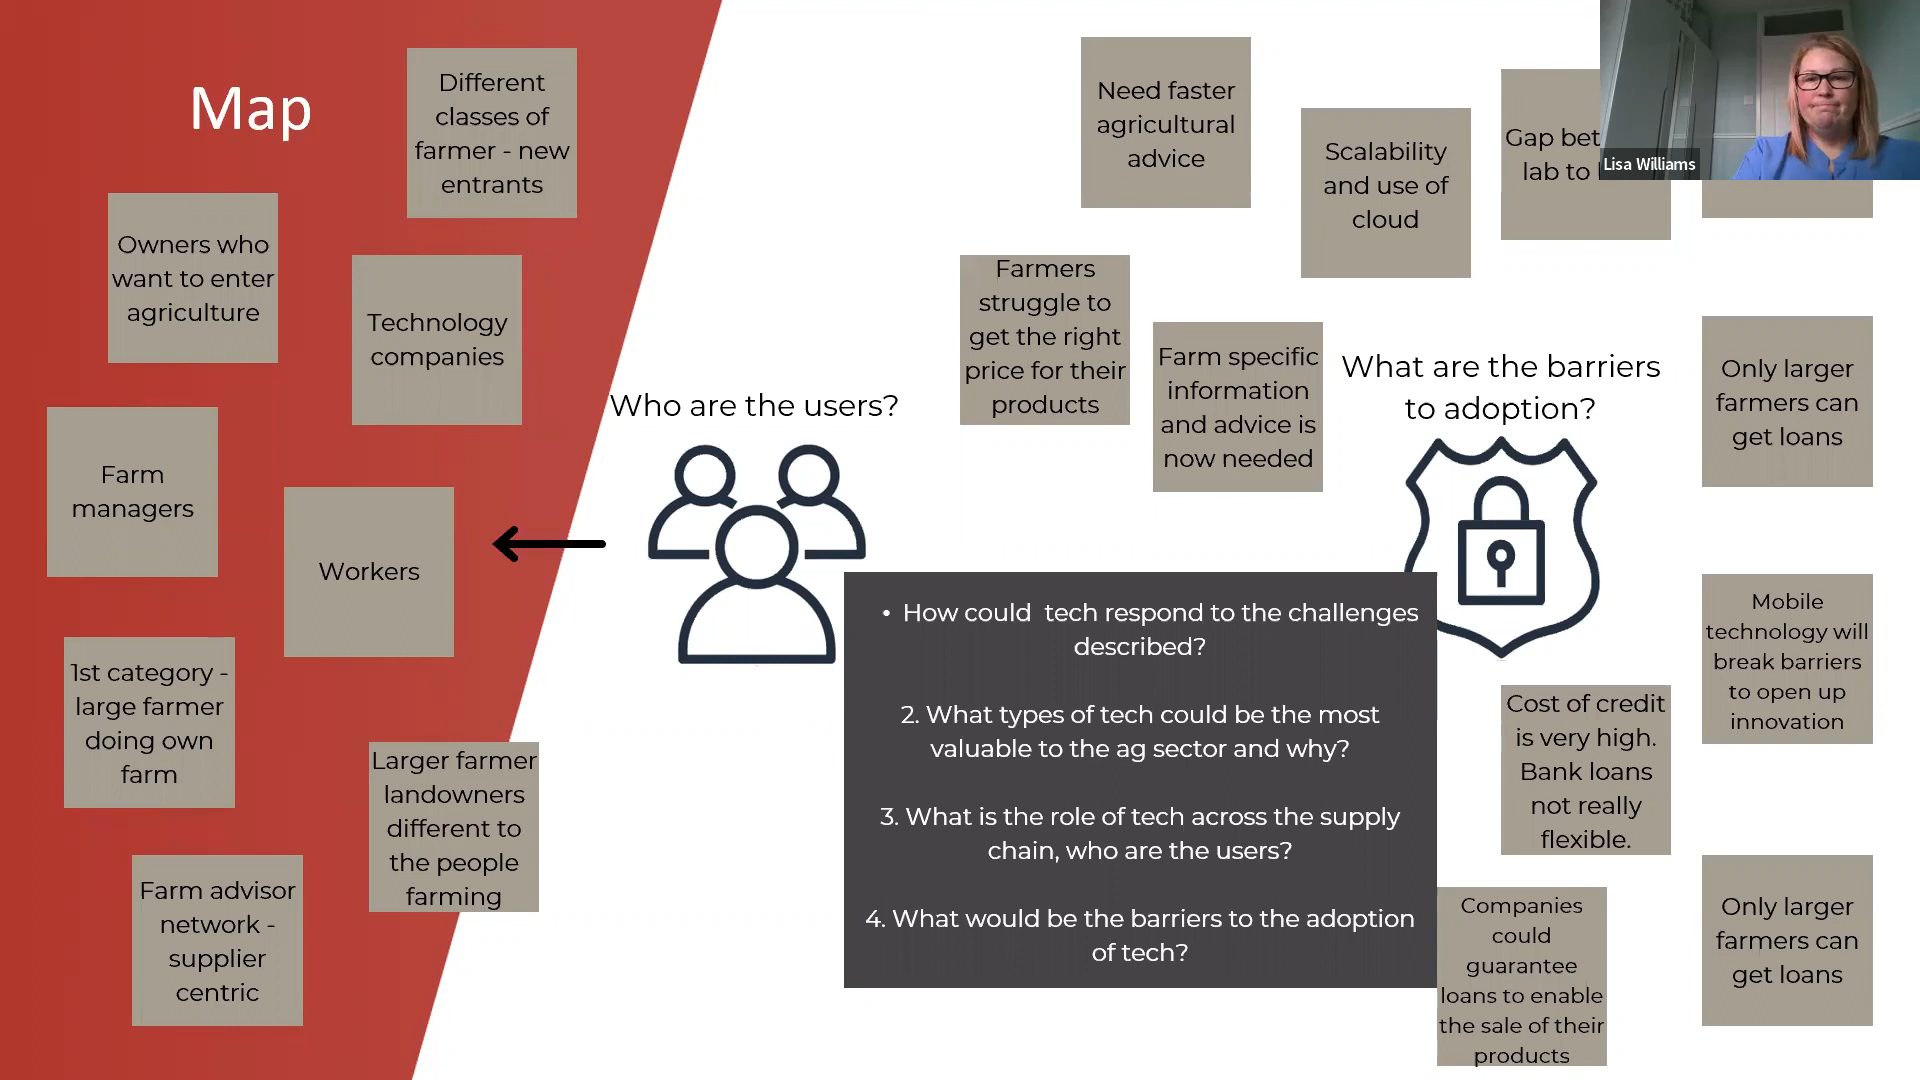 Map
Different
classes of
farmer - new
entrants
Owners who
want to enter
agriculture
Technology
companies
Farm
managers
Workers
1st category -
large farmer
doing own
farm
Larger farmer
landowners
different to
the people
farming
Farm advisor
network -
supplier
centric
Who are the users?
Need faster
agricultural
advice
Scalability
and use of
cloud
Gap
lab to
Lisa Williams
Farmers
struggle to
get the right
price for their
products
Farm specific
information
and advice is
now needed
What are the barriers
to adoption?
Only larger
farmers can
get loans
• How could tech respond to the challenges
described?
2. What types of tech could be the most
valuable to the ag sector and why?
3. What is the role of tech across the supply
chain, who are the users?
4. What would be the barriers to the adoption
of tech?
Mobile
technology will
break barriers
to open up
innovation
Cost of credit
is very high.
Bank loans
not really
flexible.
Companies
could
guarantee
loans to enable
the sale of their
products
Only larger
farmers can
get loans